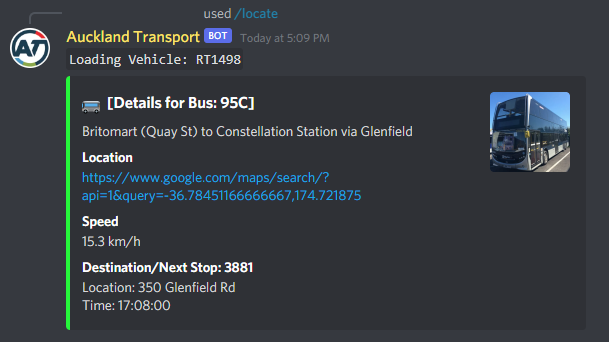 used /locate
AT
Auckland Transport BOT Today at 5:09 PM
Loading Vehicle: RT1498
[Details for Bus: 95C]
Britomart (Quay St) to Constellation Station via Glenfield
Location
https://www.google.com/maps/search/?
api=1&query=-36.78451166666667,174.721875
Speed
15.3 km/h
Destination/Next Stop: 3881
Location: 350 Glenfield Rd
Time: 17:08:00